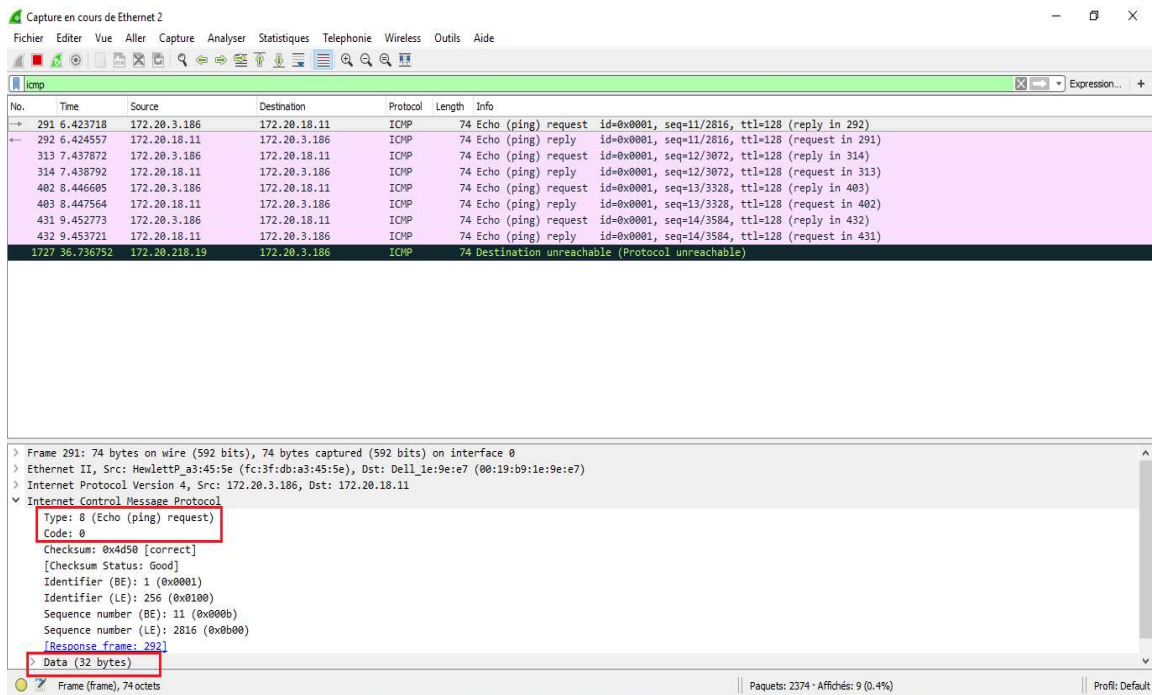 Capture en cours de Ethernet 2
Fichier Editer Vue Aller Capture Analyser Statistiques Telephonie Wireless Outils Aide
icmp Expression... +
No. Time Source Destination Protocol Length Info
291 6.423718 172.20.3.186 172.20.18.11 ICMP 74 Echo (ping) request id=0x0001, seq=11/2816, ttl=128 (reply in 292)
292 6.424557 172.20.18.11 172.20.3.186 ICMP 74 Echo (ping) reply id=0x0001, seq=11/2816, ttl=128 (request in 291)
313 7.437872 172.20.3.186 172.20.18.11 ICMP 74 Echo (ping) request id=0x0001, seq=12/3072, ttl=128 (reply in 314)
314 7.438792 172.20.18.11 172.20.3.186 ICMP 74 Echo (ping) reply id=0x0001, seq=12/3072, ttl=128 (request in 313)
402 8.446605 172.20.3.186 172.20.18.11 ICMP 74 Echo (ping) request id=0x0001, seq=13/3328, ttl=128 (reply in 403)
403 8.447564 172.20.18.11 172.20.3.186 ICMP 74 Echo (ping) reply id=0x0001, seq=13/3328, ttl=128 (request in 402)
431 9.452773 172.20.3.186 172.20.18.11 ICMP 74 Echo (ping) request id=0x0001, seq=14/3584, ttl=128 (reply in 432)
432 9.453721 172.20.18.11 172.20.3.186 ICMP 74 Echo (ping) reply id=0x0001, seq=14/3584, ttl=128 (request in 431)
1727 36.736752 172.20.218.19 172.20.3.186 ICMP 74 Destination unreachable (Protocol unreachable)
Frame 291: 74 bytes on wire (592 bits), 74 bytes captured (592 bits) on interface 0
Ethernet II, Src: HewlettP_a3:45:5e (fc:3f:db:a3:45:5e), Dst: Dell_1e:9e:e7 (00:19:b9:1e:9e:e7)
Internet Protocol Version 4, Src: 172.20.3.186, Dst: 172.20.18.11
Internet Control Message Protocol
Type: 8 (Echo (ping) request)
Code: 0
Checksum: 0x4d50 [correct]
[Checksum Status: Good]
Identifier (BE): 1 (0x0001)
Identifier (LE): 256 (0x0100)
Sequence number (BE): 11 (0x000b)
Sequence number (LE): 2816 (0x0b00)
[Response frame: 292]
Data (32 bytes)
Frame (frame), 74 octets Paquets: 2374 · Affichés: 9 (0.4%) Profil: Default